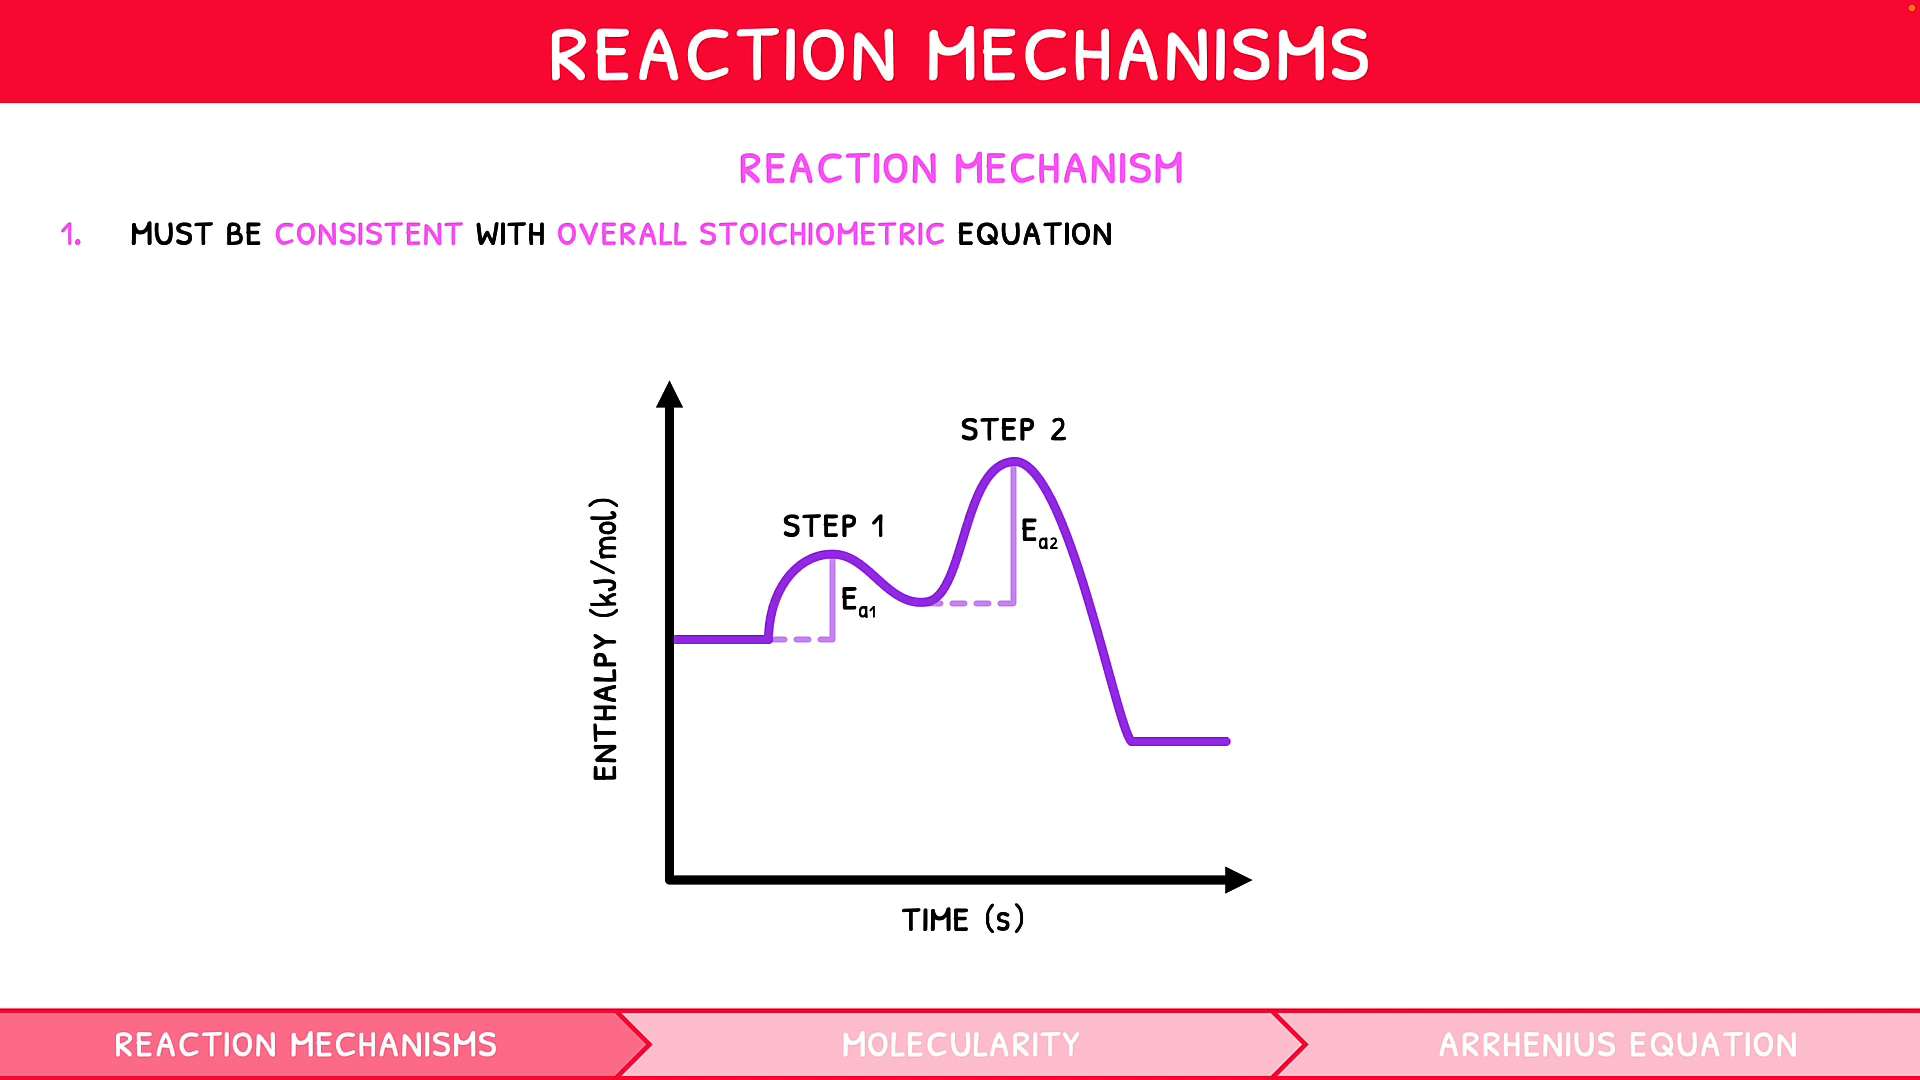 REACTION MECHANISMS
REACTION MECHANISM
1. MUST BE CONSISTENT WITH OVERALL STOICHIOMETRIC EQUATION
STEP 2
STEP 1
Ea2
Ea1
ENTHALPY (kJ/mol)
TIME (s)
REACTION MECHANISMS
MOLECULARITY
ARRHENIUS EQUATION